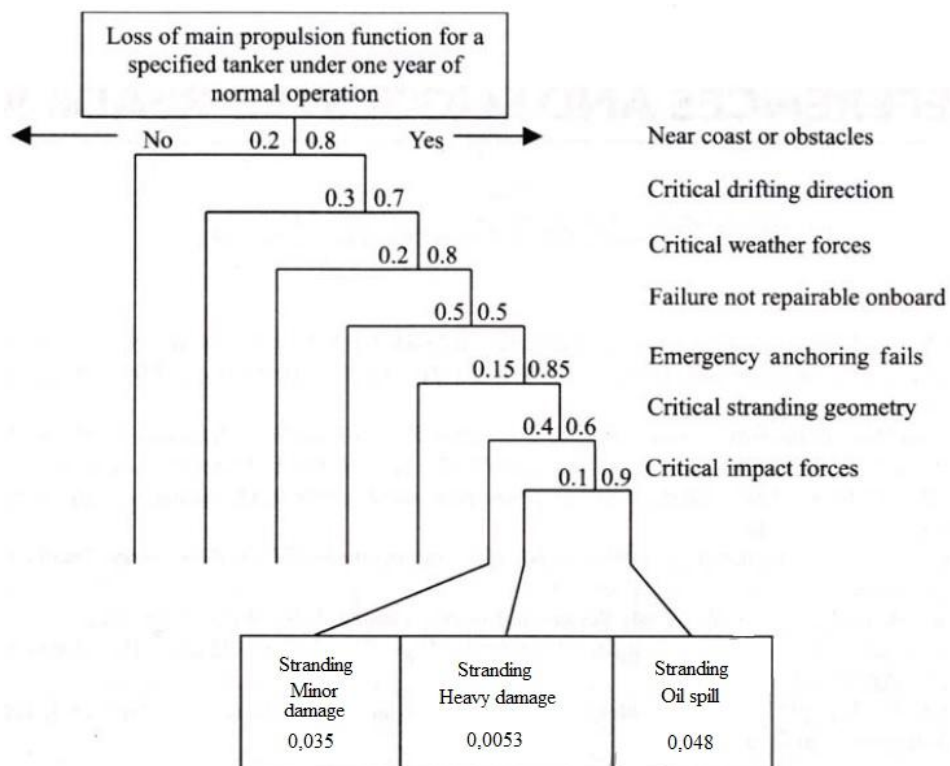 Loss of main propulsion function for a
specified tanker under one year of
normal operation
No 0.2 0.8 Yes Near coast or obstacles
0.3 0.7 Critical drifting direction
0.2 0.8 Critical weather forces
0.5 0.5 Failure not repairable onboard
0.15 0.85 Emergency anchoring fails
0.4 0.6 Critical stranding geometry
0.1 0.9 Critical impact forces
Stranding
Minor
damage
0,035
Stranding
Heavy damage
0,0053
Stranding
Oil spill
0,048